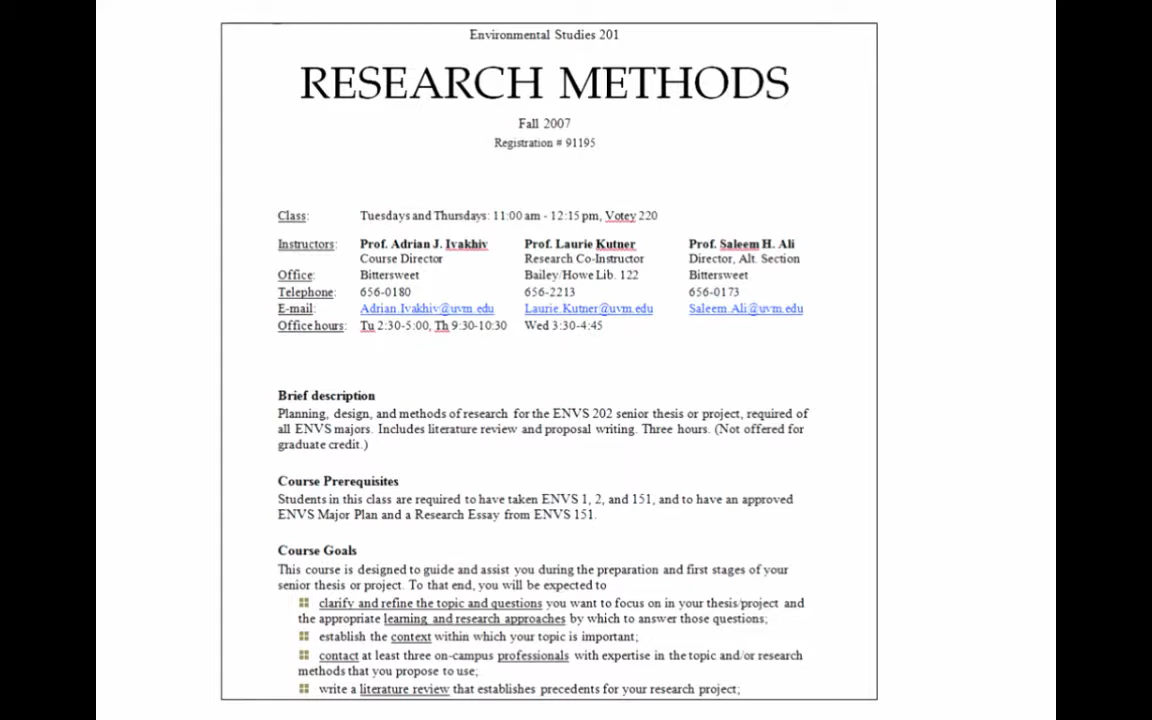 Environmental Studies 201
RESEARCH METHODS
Fall 2007
Registration # 91195
Class: Tuesdays and Thursdays: 11:00 am - 12:15 pm, Votey 220
Instructors: Prof. Adrian J. Ivakhiv Prof. Laurie Kutner Prof. Saleem H. Ali
Course Director Research Co-Instructor Director, Alt. Section
Office: Bittersweet Bailey/Howe Lib. 122 Bittersweet
Telephone: 656-0180 656-2213 656-0173
E-mail: Adrian.Ivakhiv@uvm.edu Laurie.Kutner@uvm.edu Saleem.Ali@uvm.edu
Office hours: Tu 2:30-5:00, Th 9:30-10:30 Wed 3:30-4:45
Brief description
Planning, design, and methods of research for the ENVS 202 senior thesis or project, required of
all ENVS majors. Includes literature review and proposal writing. Three hours. (Not offered for
graduate credit.)
Course Prerequisites
Students in this class are required to have taken ENVS 1, 2, and 151, and to have an approved
ENVS Major Plan and a Research Essay from ENVS 151.
Course Goals
This course is designed to guide and assist you during the preparation and first stages of your
senior thesis or project. To that end, you will be expected to
clarify and refine the topic and questions you want to focus on in your thesis/project and
the appropriate learning and research approaches by which to answer those questions;
establish the context within which your topic is important;
contact at least three on-campus professionals with expertise in the topic and/or research
methods that you propose to use;
write a literature review that establishes precedents for your research project;